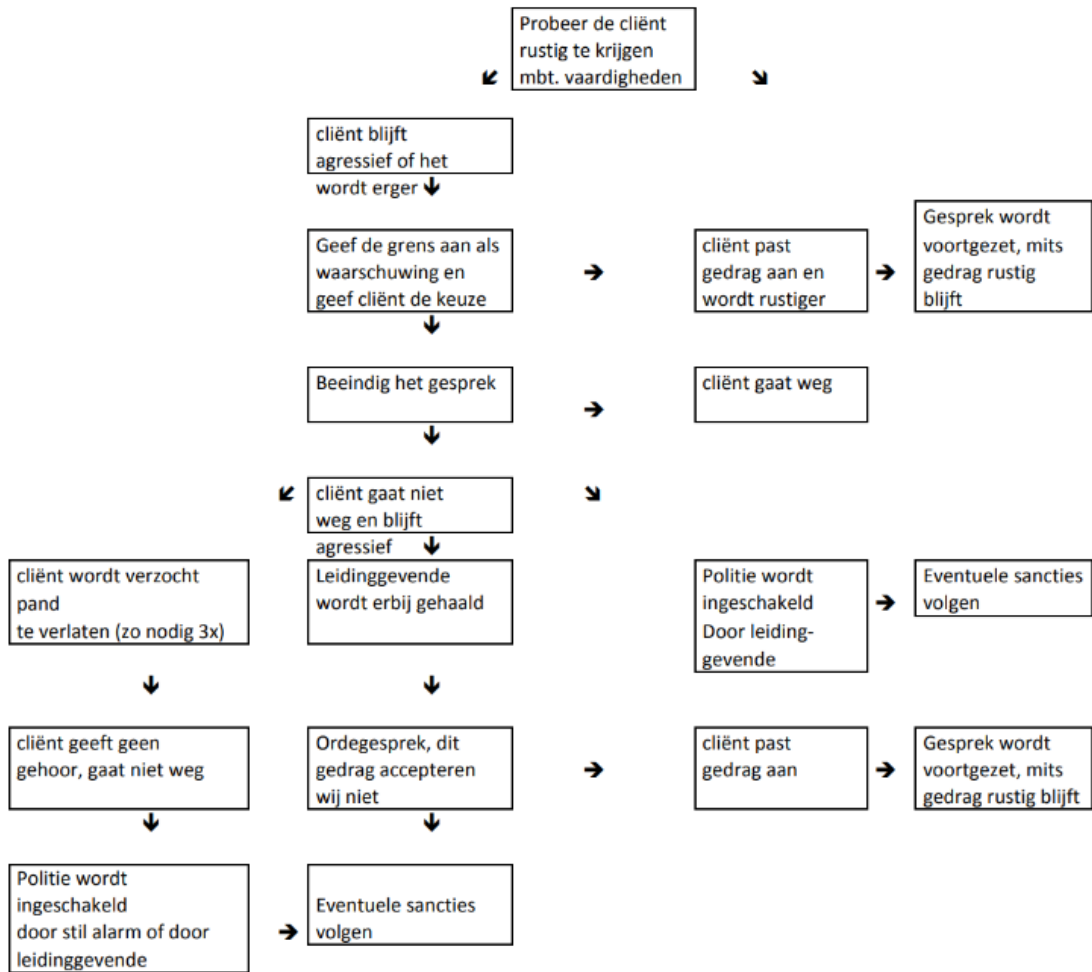 Probeer de cliënt
rustig te krijgen
mbt. vaardigheden
cliënt blijft
agressief of het
wordt erger
Geef de grens aan als
waarschuwing en
geef cliënt de keuze
cliënt past
gedrag aan en
wordt rustiger
Gesprek wordt
voortgezet, mits
gedrag rustig
blijft
Beeindig het gesprek
cliënt gaat weg
cliënt gaat niet
weg en blijft
agressief
cliënt wordt verzocht
pand
te verlaten (zo nodig 3x)
Leidinggevende
wordt erbij gehaald
Politie wordt
ingeschakeld
Door leiding-
gevende
Eventuele sancties
volgen
cliënt geeft geen
gehoor, gaat niet weg
Ordegesprek, dit
gedrag accepteren
wij niet
cliënt past
gedrag aan
Gesprek wordt
voortgezet, mits
gedrag rustig blijft
Politie wordt
ingeschakeld
door stil alarm of door
leidinggevende
Eventuele sancties
volgen